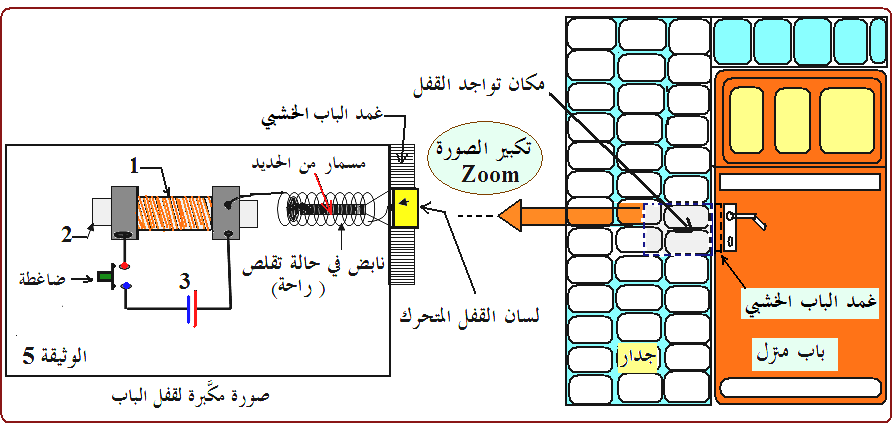 مكان تواجد القفل
غمد الباب الخشبي
تكبير الصورة
Zoom
مسمار من الحديد
1
2
3
ضاغطة
نابض في حالة تقلص
( راحة)
لسان القفل المتحرك
غمد الباب الخشبي
باب منزل
جدار
الوثيقة 5
صورة مكبَّرة لقفل الباب